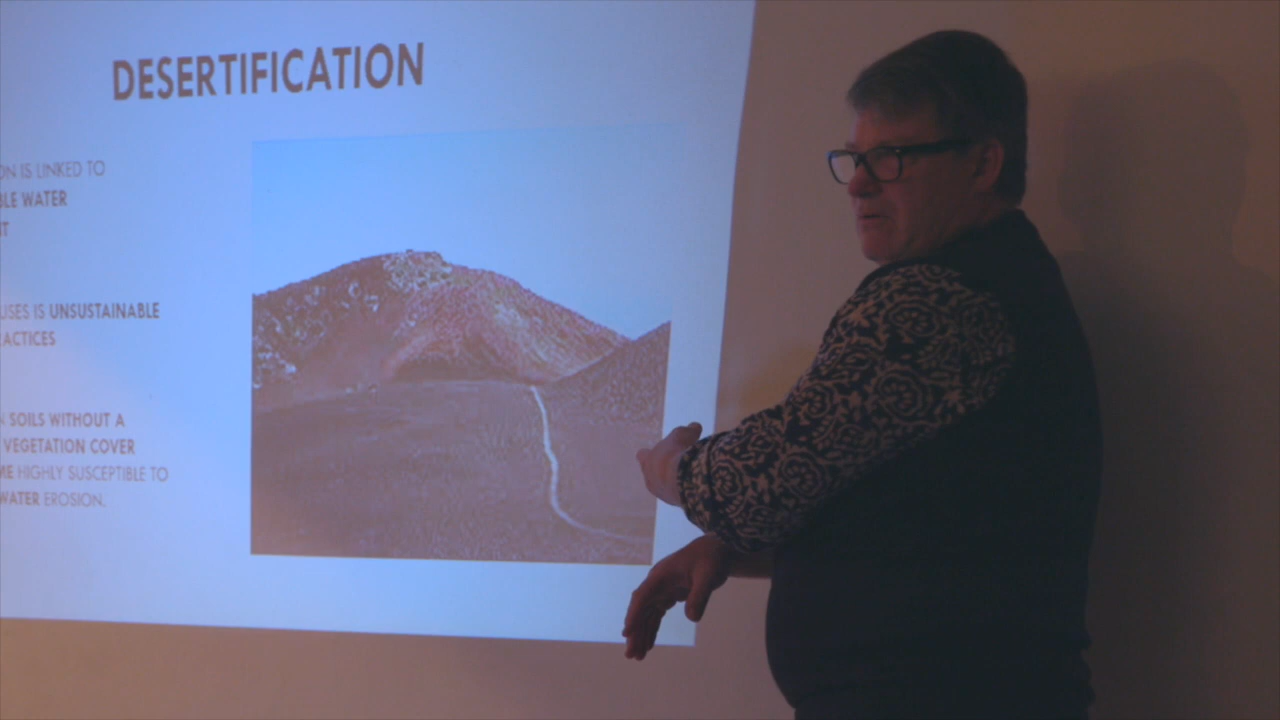 DESERTIFICATION
ON IS LINKED TO
BLE WATER
IT
USES IS UNSUSTAINABLE
RACTICES
N SOILS WITHOUT A
VEGETATION COVER
ME HIGHLY SUSCEPTIBLE TO
WATER EROSION.